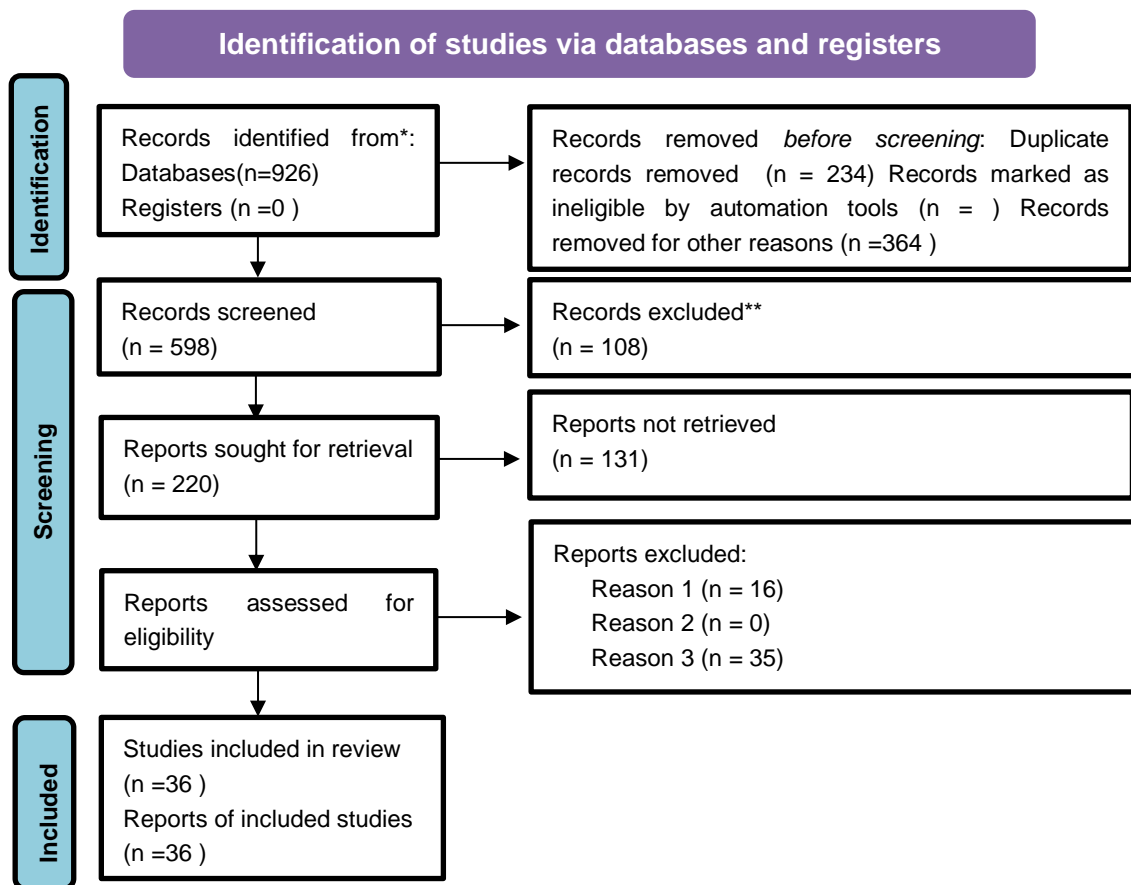 Identification of studies via databases and registers
Identification
Records identified from*:
Databases(n=926)
Registers (n =0 )
Records removed before screening: Duplicate
records removed (n = 234) Records marked as
ineligible by automation tools (n = ) Records
removed for other reasons (n =364 )
Screening
Records screened
(n = 598)
Records excluded**
(n = 108)
Reports sought for retrieval
(n = 220)
Reports not retrieved
(n = 131)
Reports assessed for
eligibility
Reports excluded:
Reason 1 (n = 16)
Reason 2 (n = 0)
Reason 3 (n = 35)
Included
Studies included in review
(n =36 )
Reports of included studies
(n =36 )